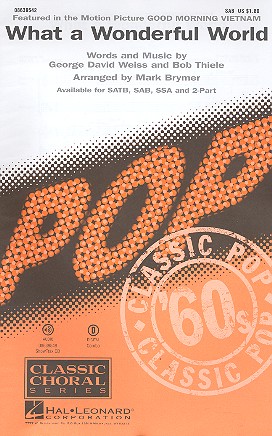 08638542
SAB US $1.80
Featured in the Motion Picture GOOD MORNING VIETNAM
What a Wonderful World
Words and Music by
George David Weiss and Bob Thiele
Arranged by Mark Brymer
Available for SATB, SAB, SSA and 2-Part
POP
CLASSIC POP
'60s
CLASSIC POP
CLASSIC
CHORAL
SERIES
HAL•LEONARD
CORPORATION